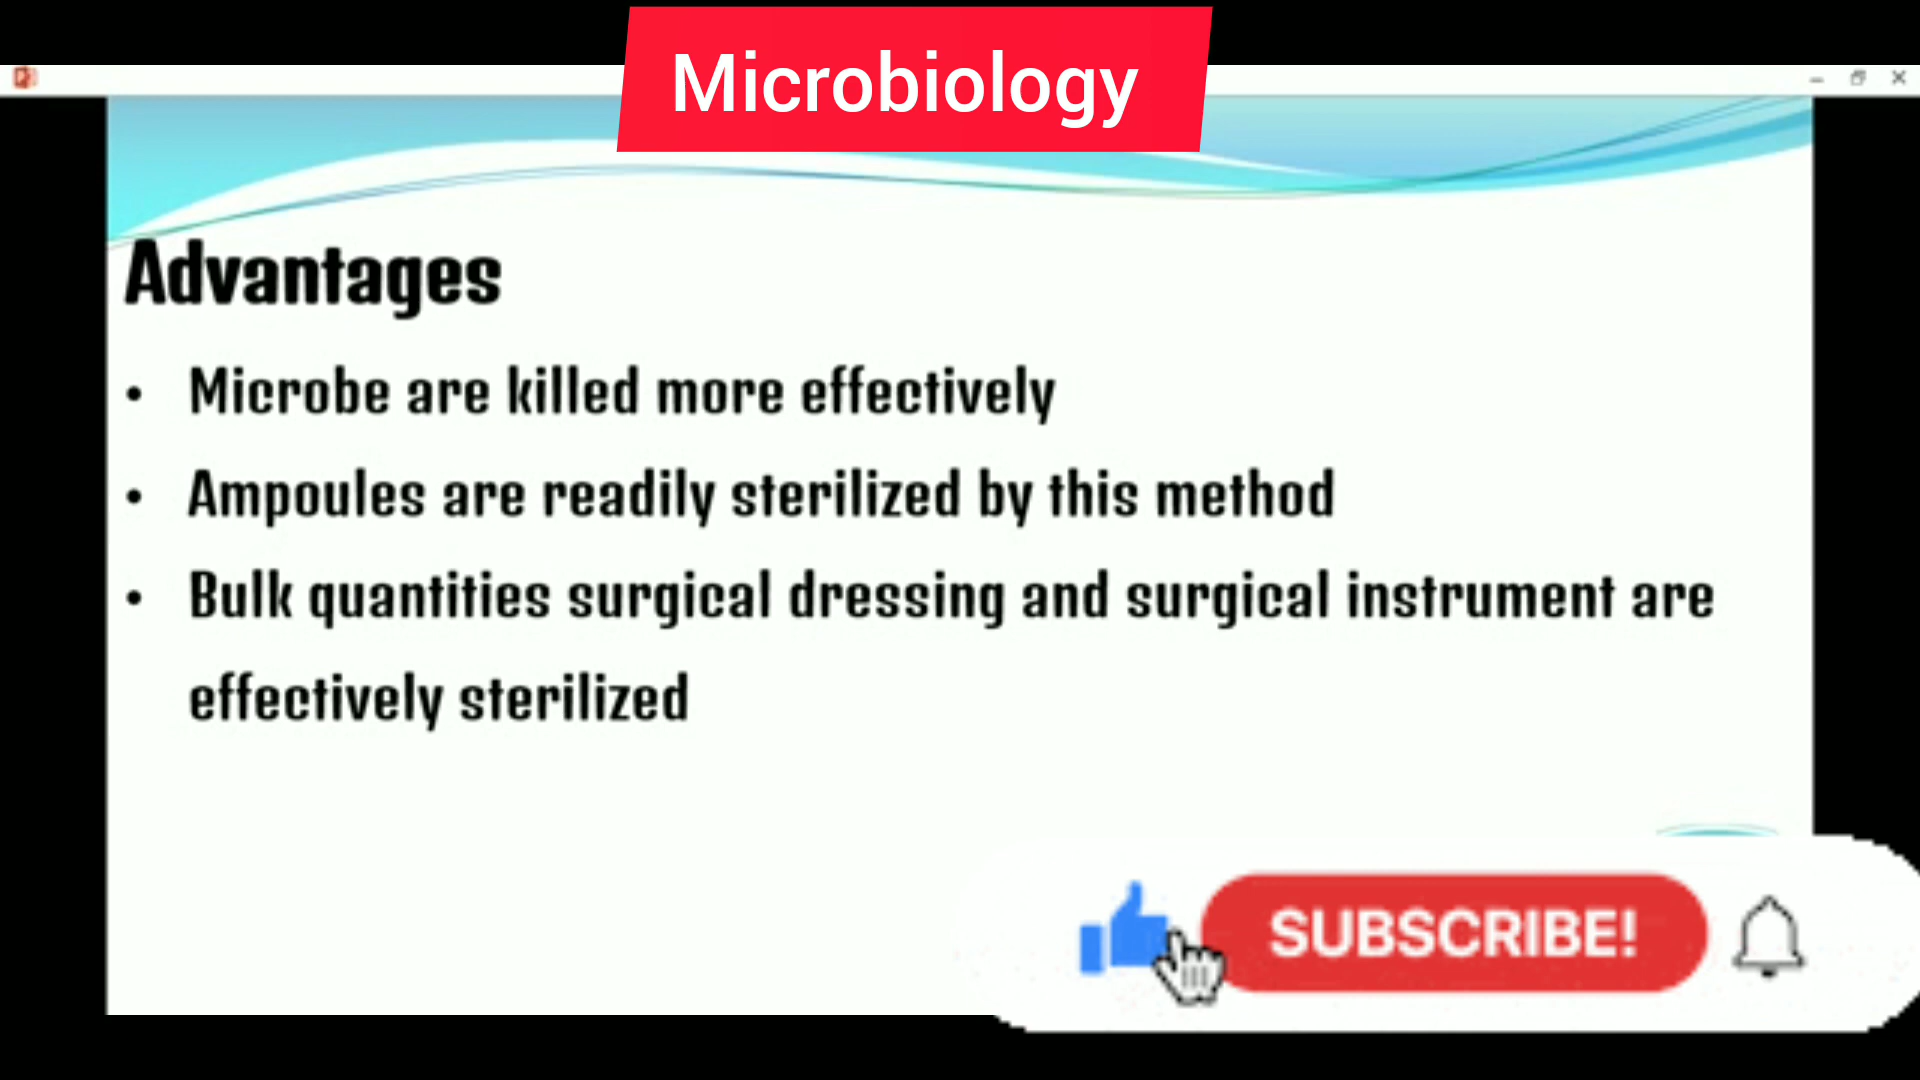 Microbiology
Advantages
• Microbe are killed more effectively
• Ampoules are readily sterilized by this method
• Bulk quantities surgical dressing and surgical instrument are
effectively sterilized
SUBSCRIBE!